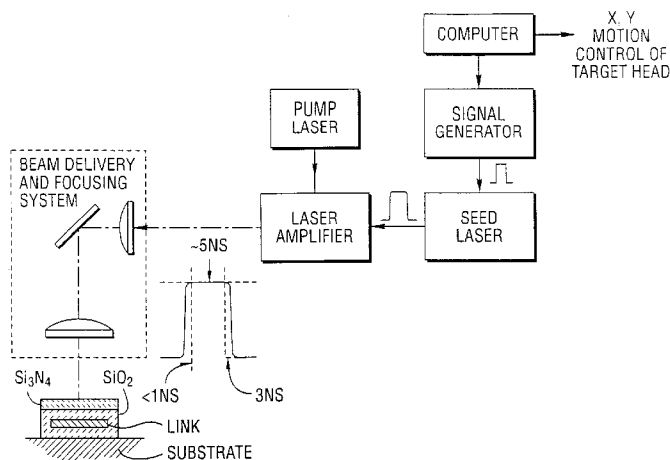 COMPUTER
X, Y
MOTION
CONTROL OF
TARGET HEAD
SIGNAL
GENERATOR
PUMP
LASER
BEAM DELIVERY
AND FOCUSING
SYSTEM
LASER
AMPLIFIER
SEED
LASER
~5NS
<1NS
3NS
Si3N4
SiO2
LINK
SUBSTRATE